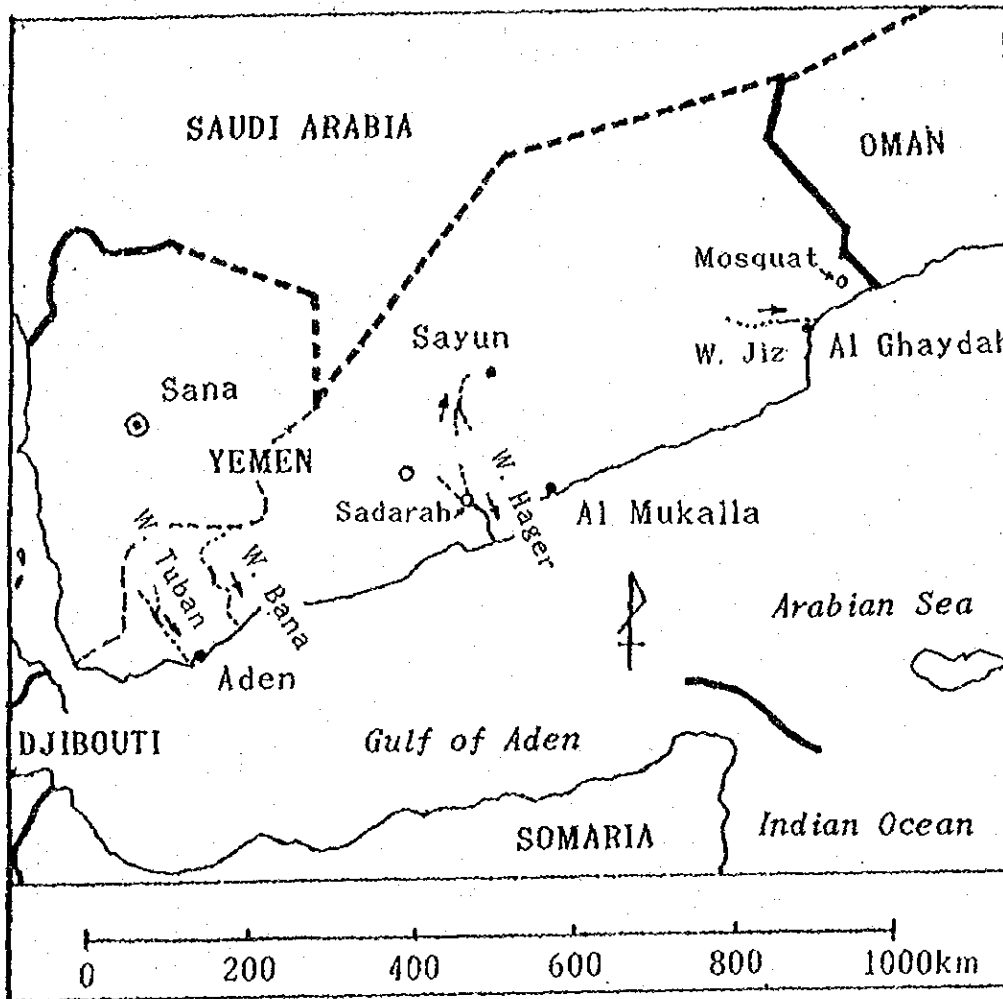 SAUDI ARABIA
OMAN
Mosquat
Sayun
W. Jiz
Al Ghaydah
Sana
YEMEN
W. Hager
Sadarah
Al Mukalla
W. Tuban
W. Bana
Arabian Sea
Aden
DJIBOUTI
Gulf of Aden
SOMARIA
Indian Ocean
0 200 400 600 800 1000km